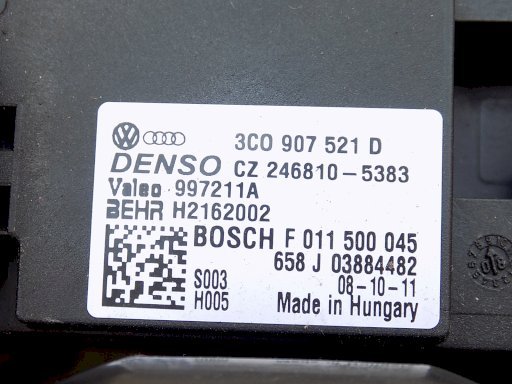 3C0 907 521 D
DENSO CZ 246810-5383
Valeo 997211A
BEHR H2162002
BOSCH F 011 500 045
658 J 03884482
S003 08-10-11
H005 Made in Hungary